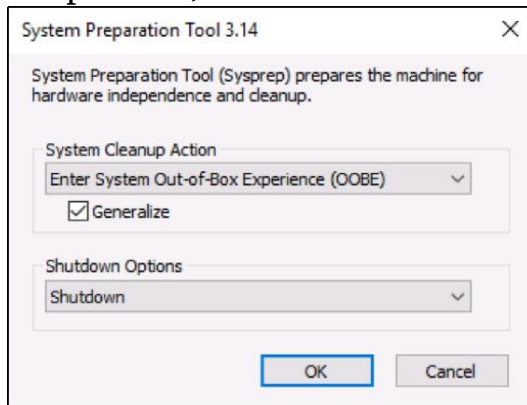 System Preparation Tool 3.14
System Preparation Tool (Sysprep) prepares the machine for
hardware independence and cleanup.
System Cleanup Action
Enter System Out-of-Box Experience (OOBE)
Generalize
Shutdown Options
Shutdown
OK Cancel